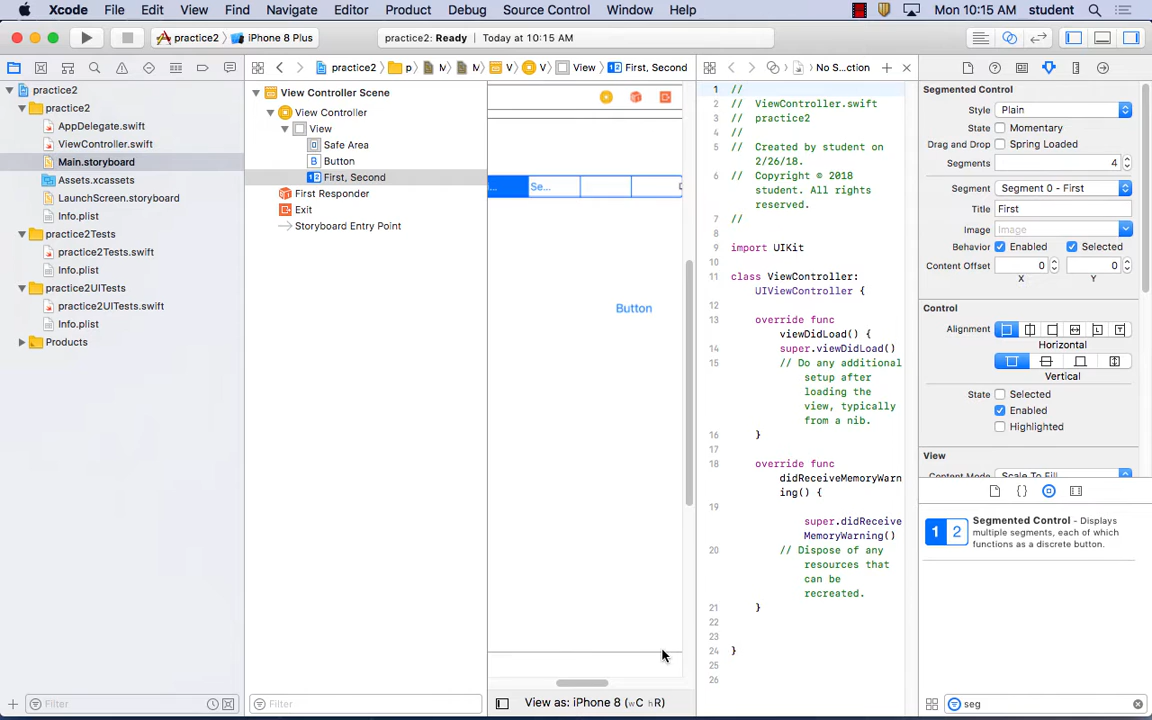 Xcode File Edit View Find Navigate Editor Product Debug Source Control Window Help Mon 10:15 AM student
practice2 iPhone 8 Plus practice2: Ready Today at 10:15 AM
practice2 p M M V V View First, Second No S...ction
practice2
practice2
AppDelegate.swift
ViewController.swift
Main.storyboard
Assets.xcassets
LaunchScreen.storyboard
Info.plist
practice2Tests
practice2Tests.swift
Info.plist
practice2UITests
practice2UITests.swift
Info.plist
Products
Filter
View Controller Scene
View Controller
View
Safe Area
Button
First, Second
First Responder
Exit
Storyboard Entry Point
Filter
... Se...
Button
View as: iPhone 8 (wC hR)
1 //
2 // ViewController.swift
3 // practice2
4 //
5 // Created by student on
2/26/18.
6 // Copyright © 2018
student. All rights
reserved.
7 //
8
9 import UIKit
10
11 class ViewController:
UIViewController {
12
13 override func
viewDidLoad() {
14 super.viewDidLoad()
15 // Do any additional
setup after
loading the
view, typically
from a nib.
16 }
17
18 override func
didReceiveMemoryWarn
ing() {
19
super.didReceive
MemoryWarning()
20 // Dispose of any
resources that
can be
recreated.
21 }
22
23
24 }
25
26
Segmented Control
Style Plain
State Momentary
Drag and Drop Spring Loaded
Segments 4
Segment Segment 0 - First
Title First
Image Image
Behavior Enabled Selected
Content Offset 0 0
X Y
Control
Alignment
Horizontal
Vertical
State Selected
Enabled
Highlighted
View
Content Mode Scale To Fill
1 2 Segmented Control - Displays
multiple segments, each of which
functions as a discrete button.
seg